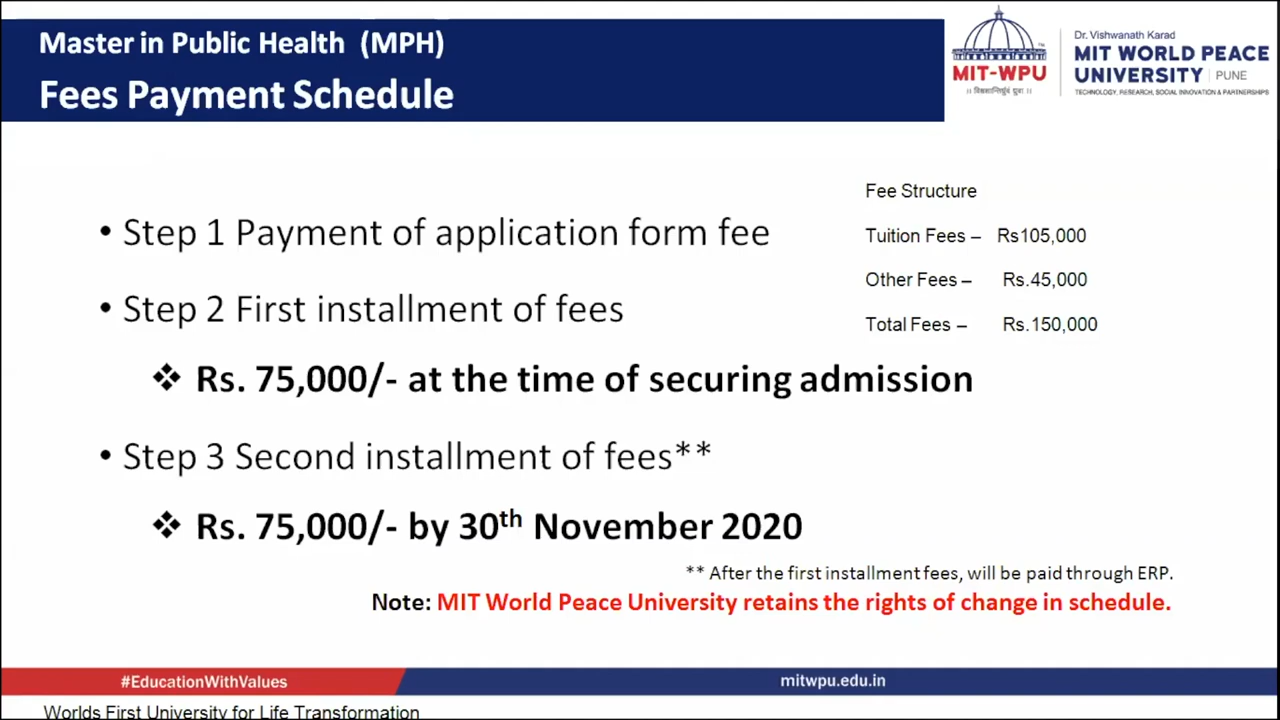 Master in Public Health (MPH)
Fees Payment Schedule
MIT-WPU
TM
॥ विश्वशान्तिर्ध्रुवं ध्रुवा ॥
Dr. Vishwanath Karad
MIT WORLD PEACE
UNIVERSITY | PUNE
TECHNOLOGY, RESEARCH, SOCIAL INNOVATION & PARTNERSHIPS
Fee Structure
Tuition Fees – Rs105,000
Other Fees – Rs.45,000
Total Fees – Rs.150,000
• Step 1 Payment of application form fee
• Step 2 First installment of fees
❖ Rs. 75,000/- at the time of securing admission
• Step 3 Second installment of fees**
❖ Rs. 75,000/- by 30th November 2020
** After the first installment fees, will be paid through ERP.
Note: MIT World Peace University retains the rights of change in schedule.
#EducationWithValues
mitwpu.edu.in
Worlds First University for Life Transformation